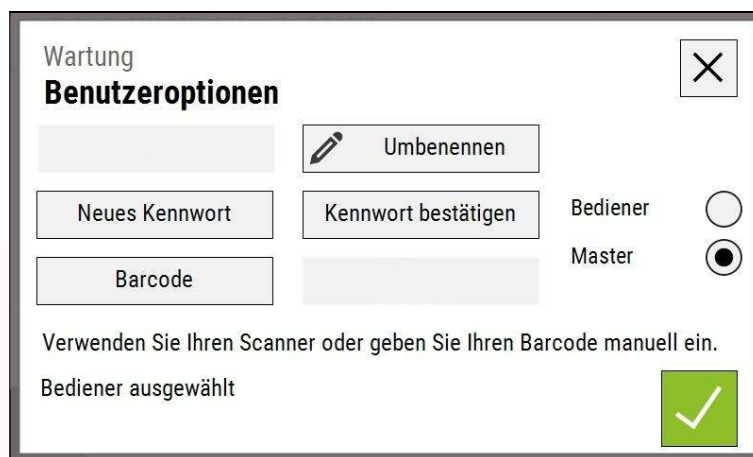 Wartung
Benutzeroptionen
Umbenennen
Neues Kennwort
Kennwort bestätigen
Bediener
Master
Barcode
Verwenden Sie Ihren Scanner oder geben Sie Ihren Barcode manuell ein.
Bediener ausgewählt